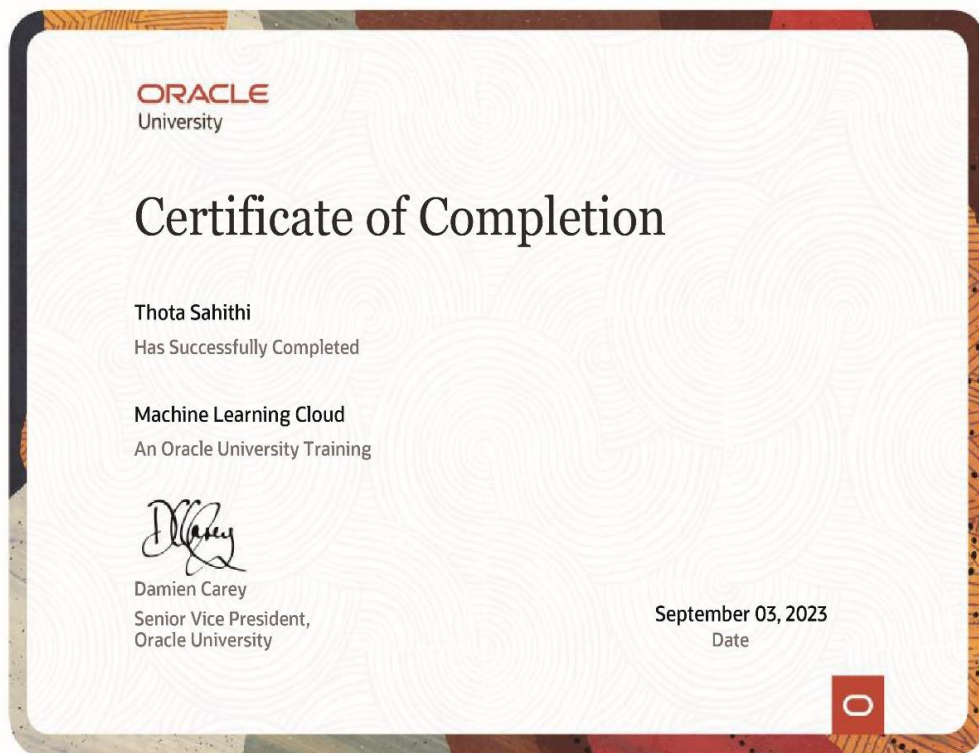 ORACLE
University
Certificate of Completion
Thota Sahithi
Has Successfully Completed
Machine Learning Cloud
An Oracle University Training
DCarey
Damien Carey
Senior Vice President,
Oracle University
September 03, 2023
Date